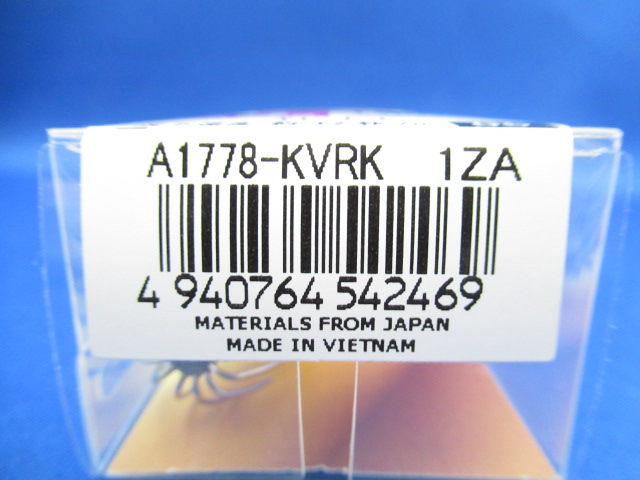 A1778-KVRK 1ZA
4 940764 542469
MATERIALS FROM JAPAN
MADE IN VIETNAM